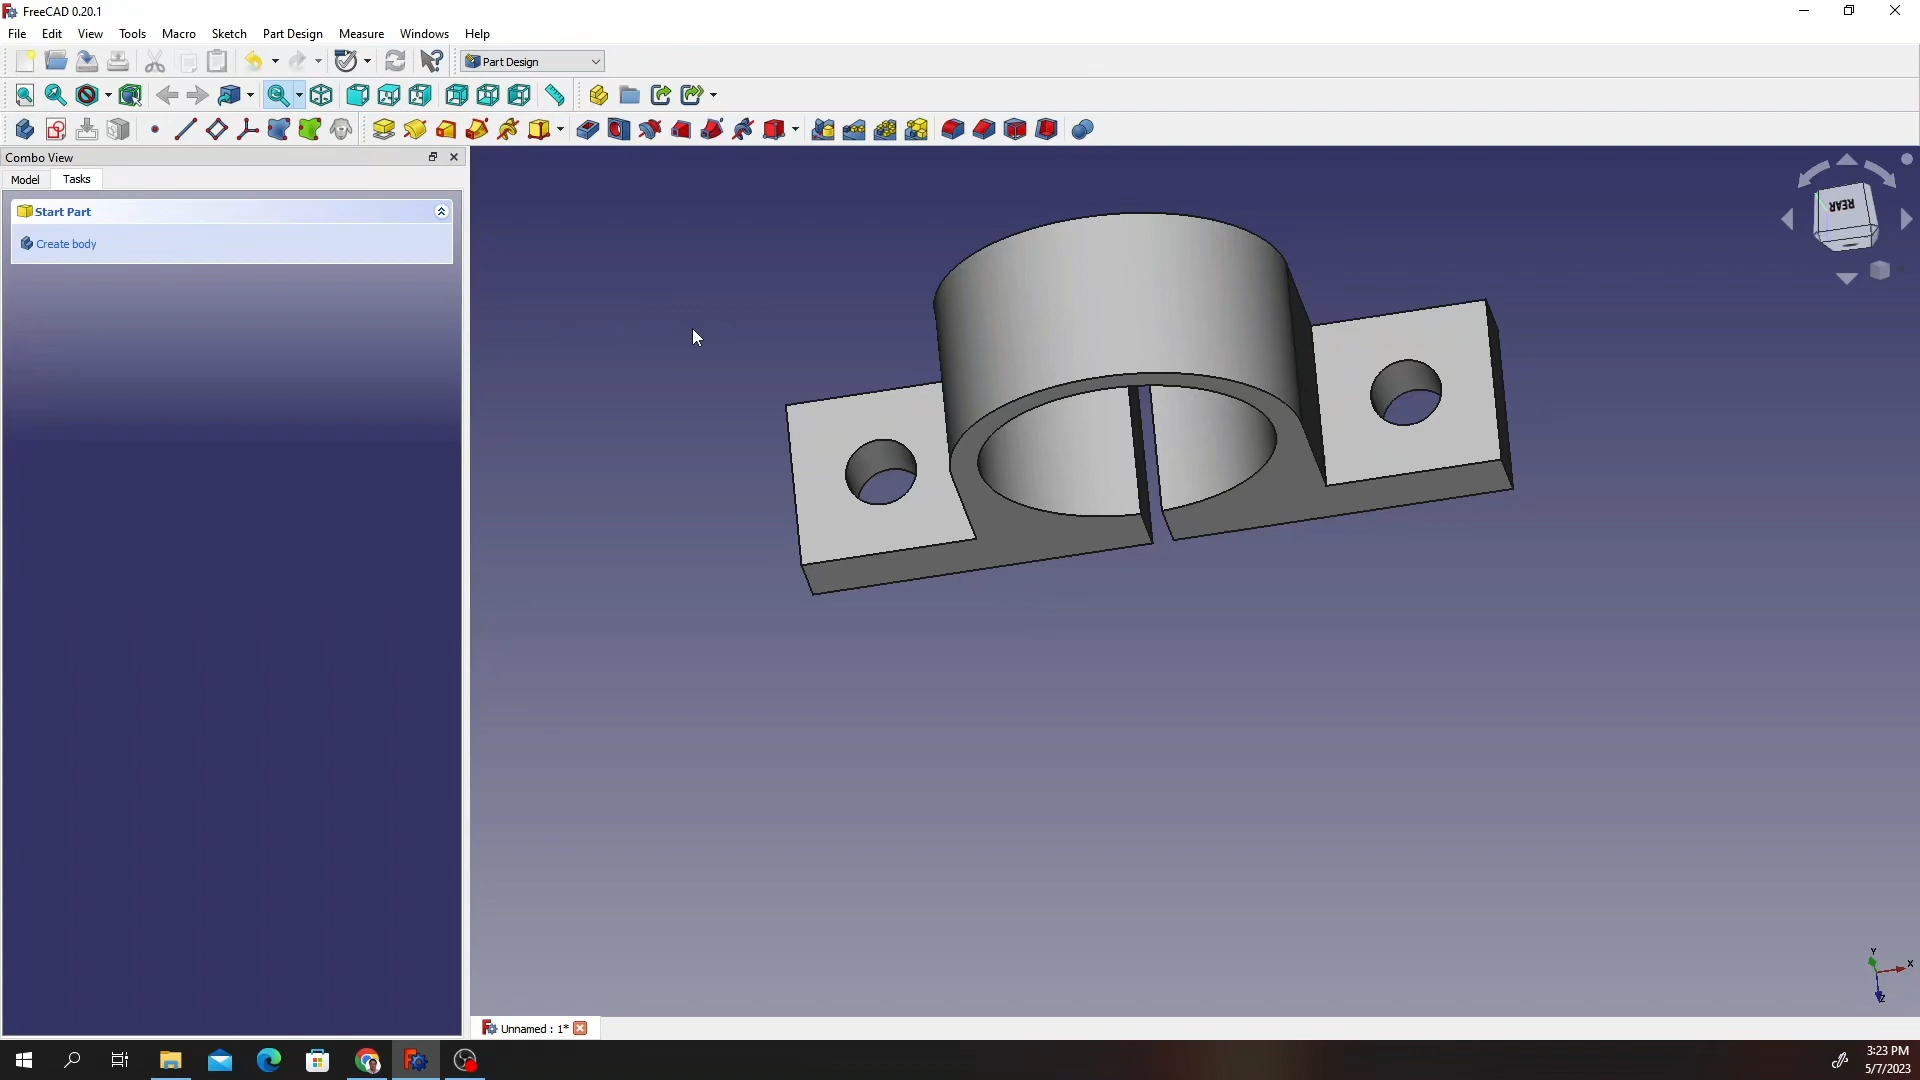 FreeCAD 0.20.1
File Edit View Tools Macro Sketch Part Design Measure Windows Help
Part Design
Combo View
Model Tasks
Start Part
Create body
REAR
Y
X
Z
Unnamed : 1*
3:23 PM
5/7/2023